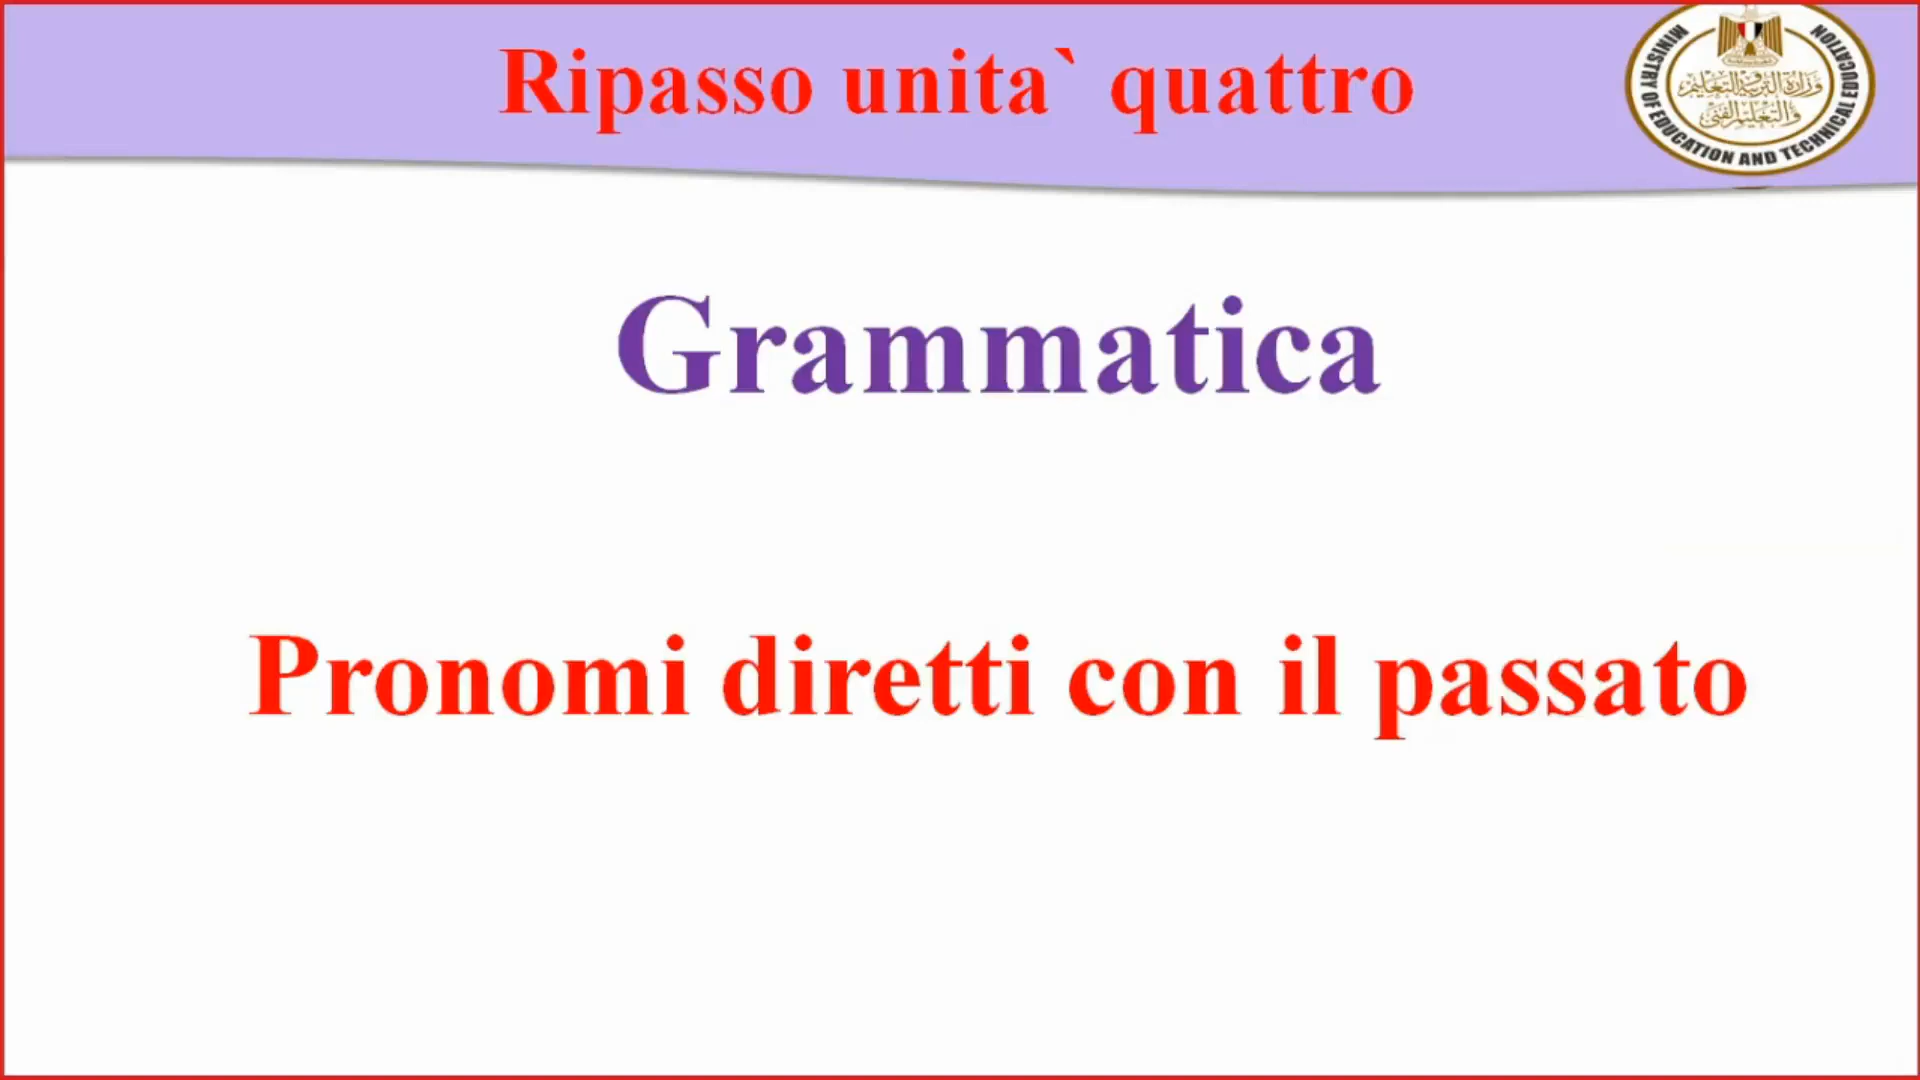 Ripasso unita` quattro
MINISTRY OF EDUCATION AND TECHNICAL EDUCATION
وزارة التربية والتعليم
والتعليم الفني
Grammatica
Pronomi diretti con il passato